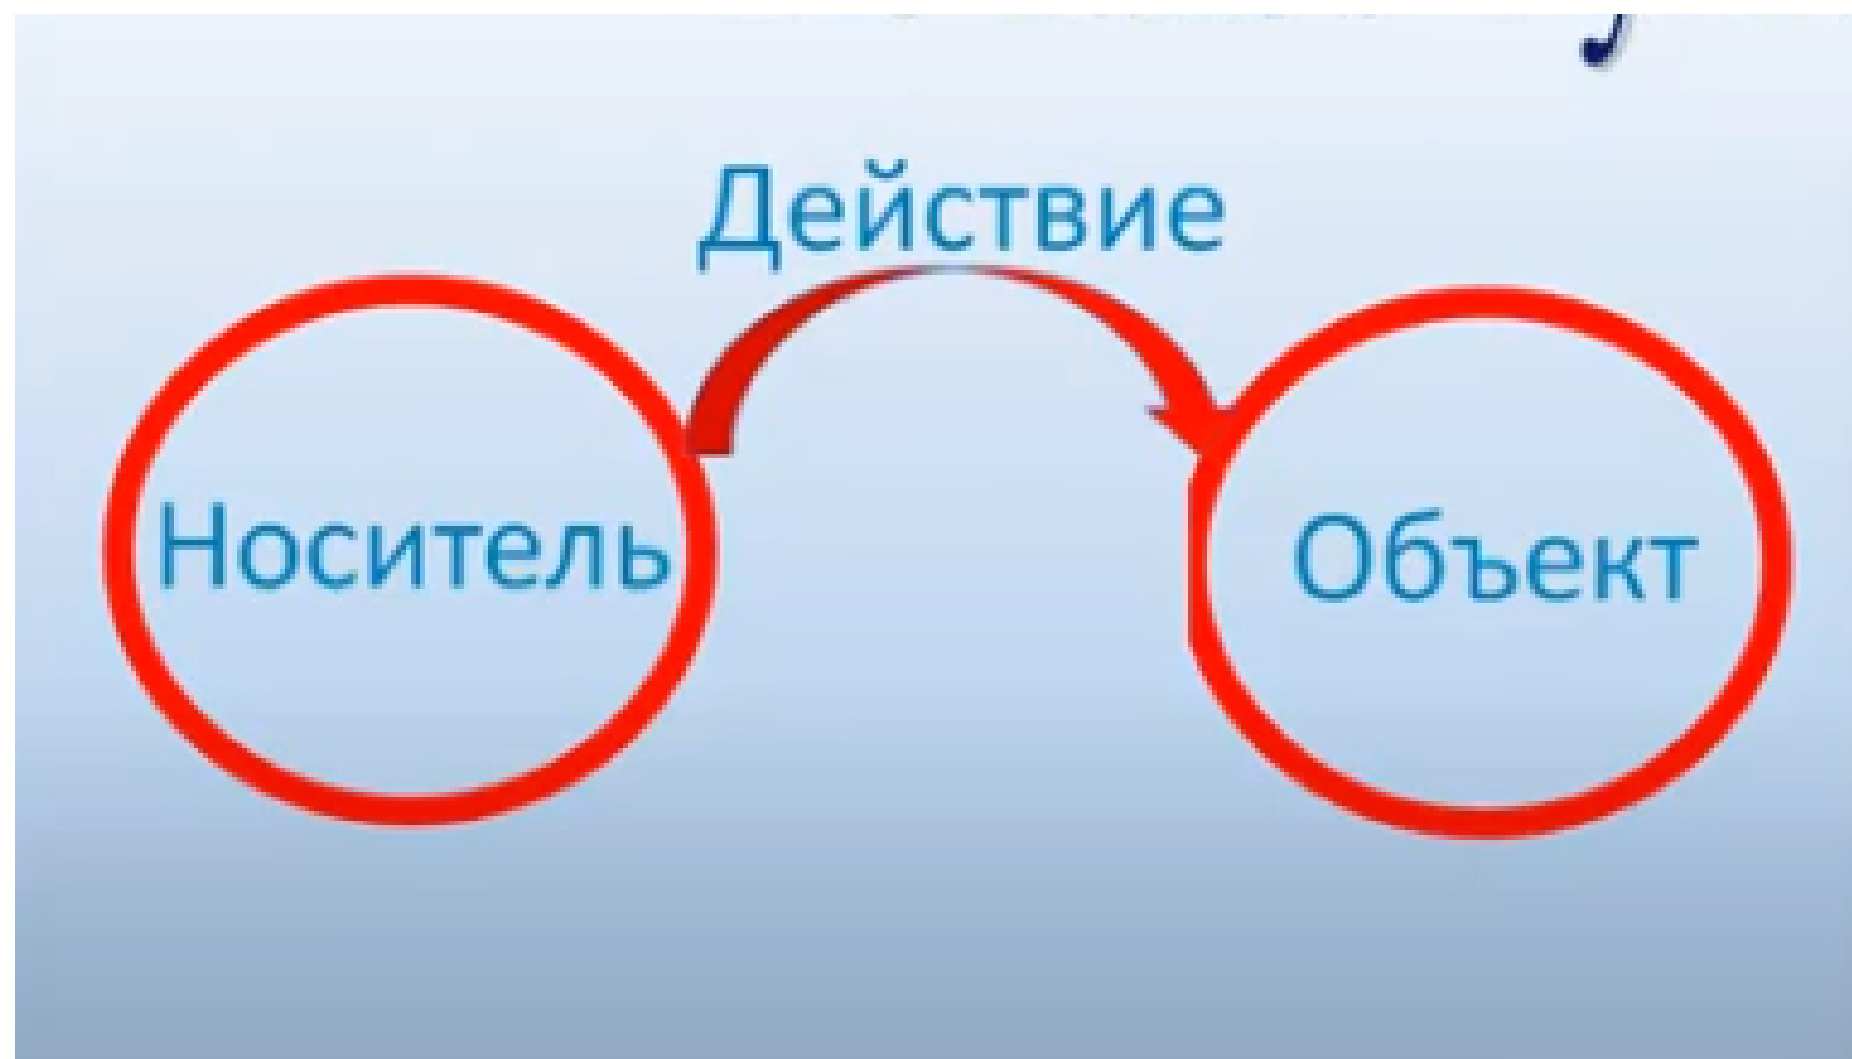 Действие
Носитель
Объект